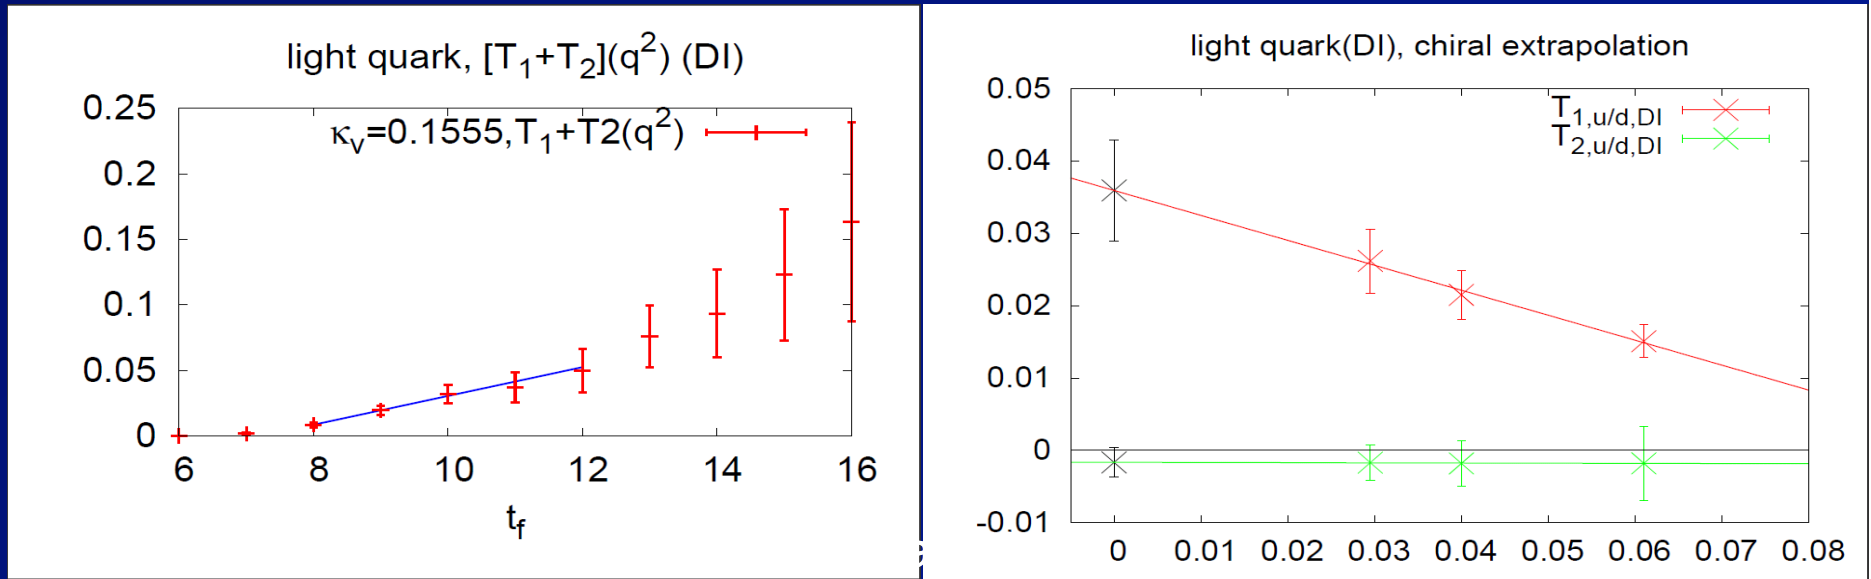 light quark, [T₁+T₂](q²) (DI)
κᵥ=0.1555,T₁+T2(q²)
0.25
0.2
0.15
0.1
0.05
0
6 8 10 12 14 16
t_f
light quark(DI), chiral extrapolation
T₁,u/d,DI
T₂,u/d,DI
0.05
0.04
0.03
0.02
0.01
0
-0.01
0 0.01 0.02 0.03 0.04 0.05 0.06 0.07 0.08